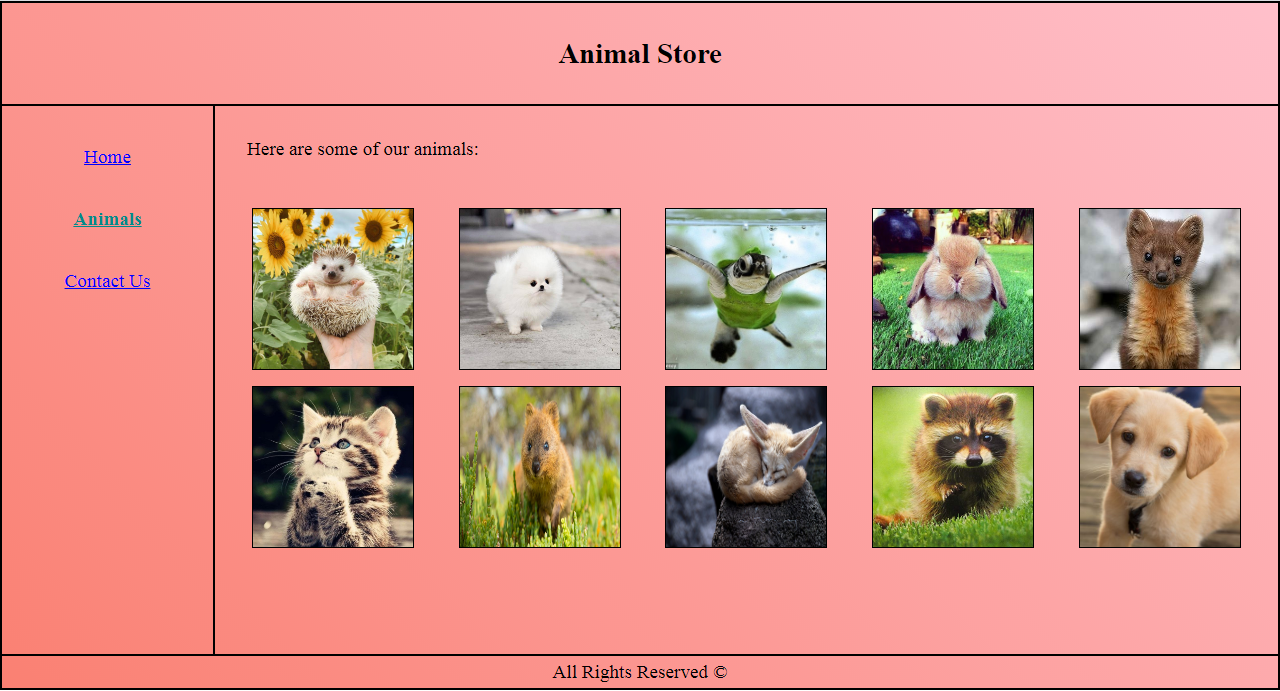 Animal Store
Home
Here are some of our animals:
Animals
Contact Us
All Rights Reserved ©